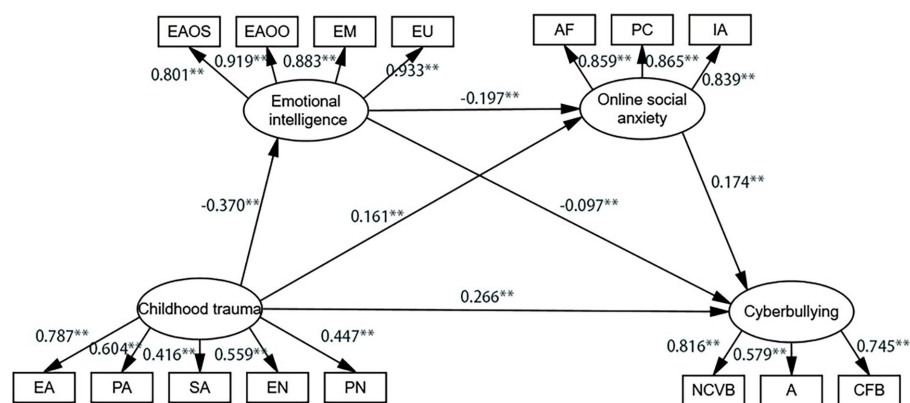 EAOS EAOO EM EU AF PC IA
0.801** 0.919** 0.883** 0.933** 0.859** 0.865** 0.839**
Emotional
intelligence
Online social
anxiety
-0.197**
-0.370**
0.161**
-0.097**
0.174**
Childhood trauma
0.266**
Cyberbullying
0.787** 0.604** 0.416** 0.559** 0.447** 0.816** 0.579** 0.745**
EA PA SA EN PN NCVB A CFB